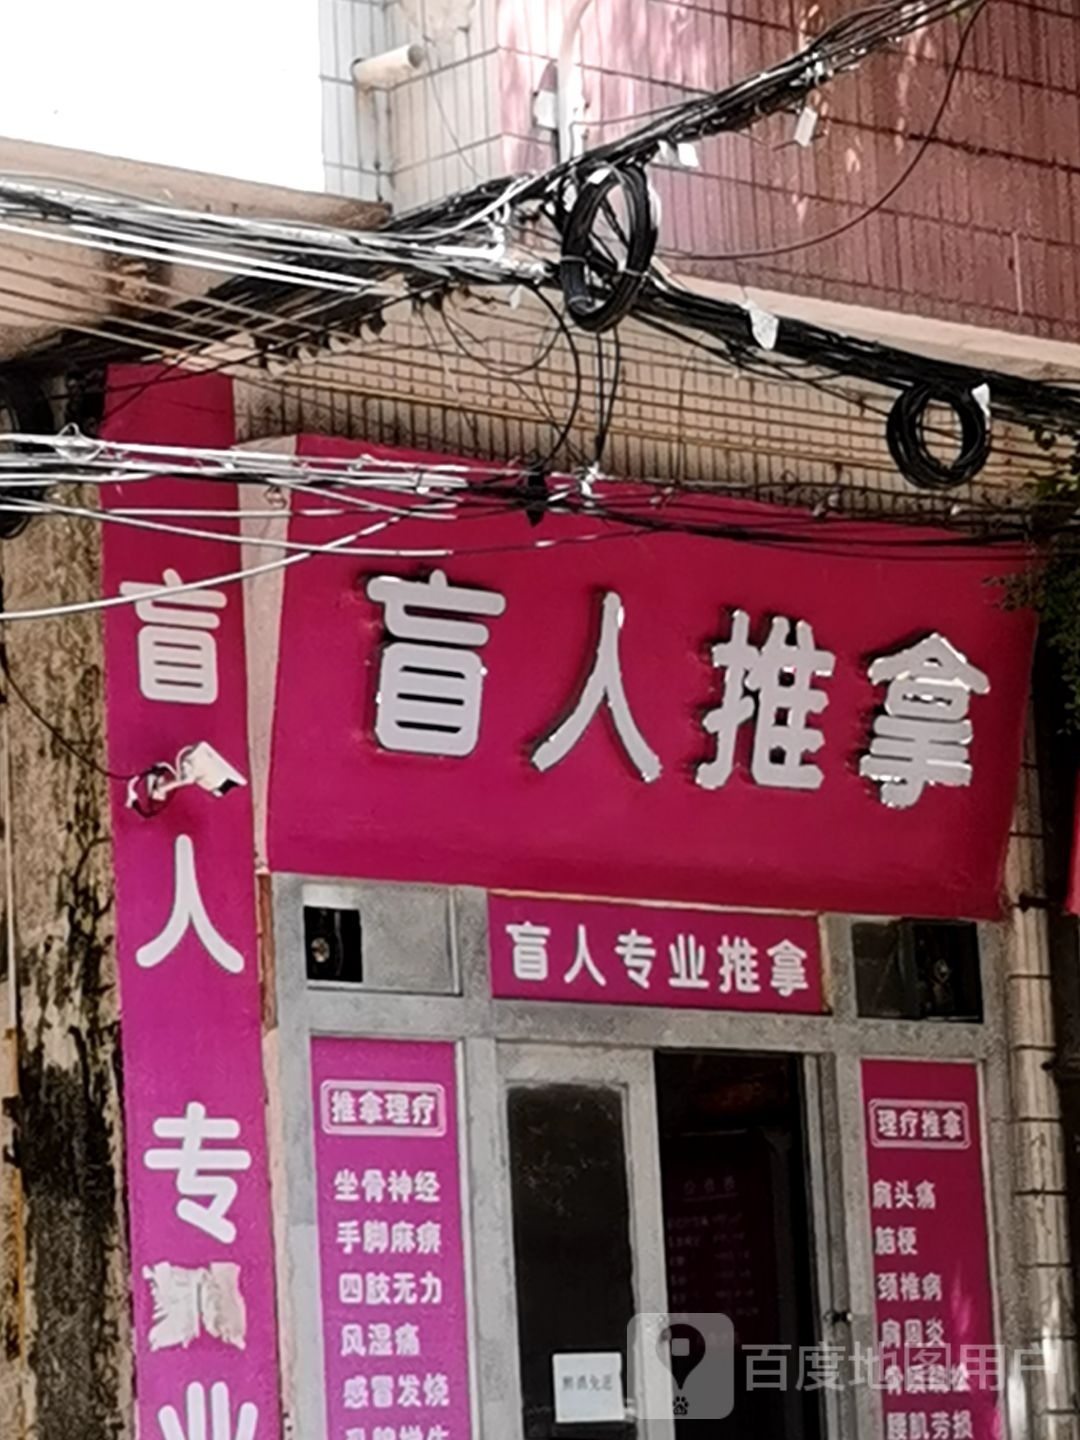 盲人专业
盲人推拿
盲人专业推拿
推拿理疗
坐骨神经
手脚麻痹
四肢无力
风湿痛
感冒发烧
理疗推拿
肩头痛
脑梗
颈椎病
肩周炎
腰肌劳损
百度地图用户